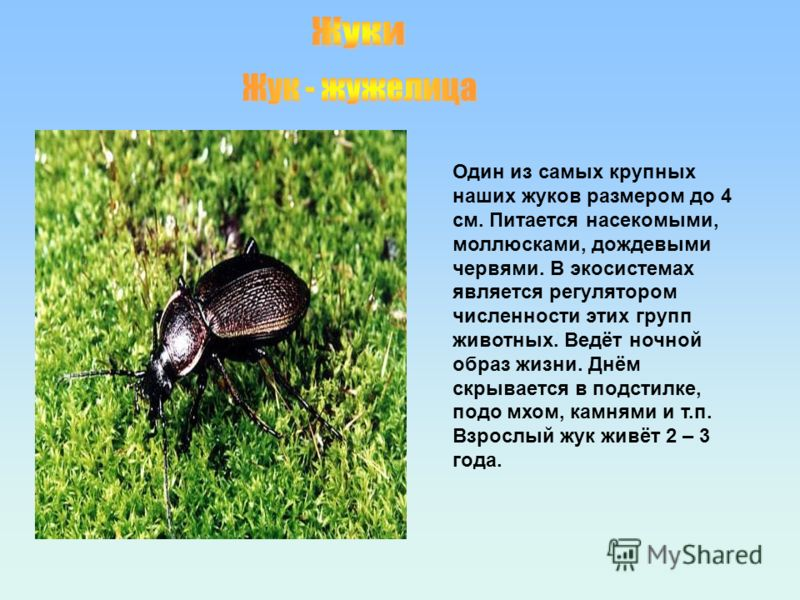 Жуки
Жук - жужелица
Один из самых крупных
наших жуков размером до 4
см. Питается насекомыми,
моллюсками, дождевыми
червями. В экосистемах
является регулятором
численности этих групп
животных. Ведёт ночной
образ жизни. Днём
скрывается в подстилке,
подо мхом, камнями и т.п.
Взрослый жук живёт 2 – 3
года.
MyShared